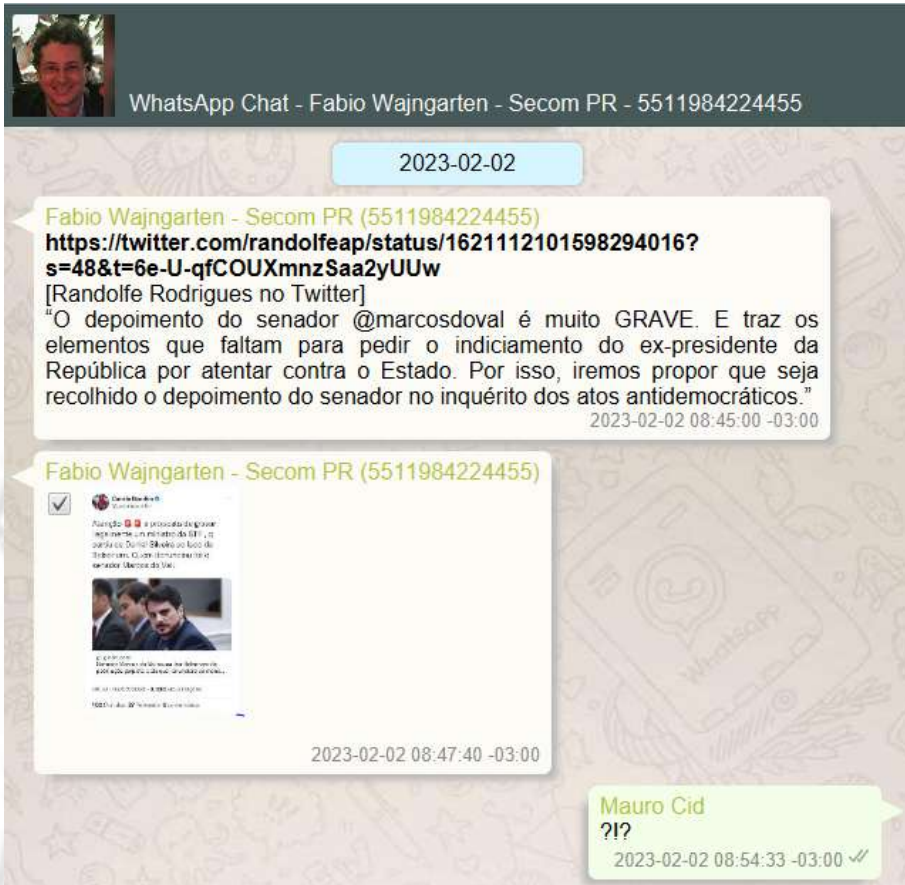 WhatsApp Chat - Fabio Wajngarten - Secom PR - 5511984224455
2023-02-02
Fabio Wajngarten - Secom PR (5511984224455)
https://twitter.com/randolfeap/status/1621112101598294016?
s=48&t=6e-U-qfCOUXmnzSaa2yUUw
[Randolfe Rodrigues no Twitter]
“O depoimento do senador @marcosdoval é muito GRAVE. E traz os
elementos que faltam para pedir o indiciamento do ex-presidente da
República por atentar contra o Estado. Por isso, iremos propor que seja
recolhido o depoimento do senador no inquérito dos atos antidemocráticos.”
2023-02-02 08:45:00 -03:00
Fabio Wajngarten - Secom PR (5511984224455)
Atenção
senador Marcos do Val.
2023-02-02 08:47:40 -03:00
Mauro Cid
?!?
2023-02-02 08:54:33 -03:00